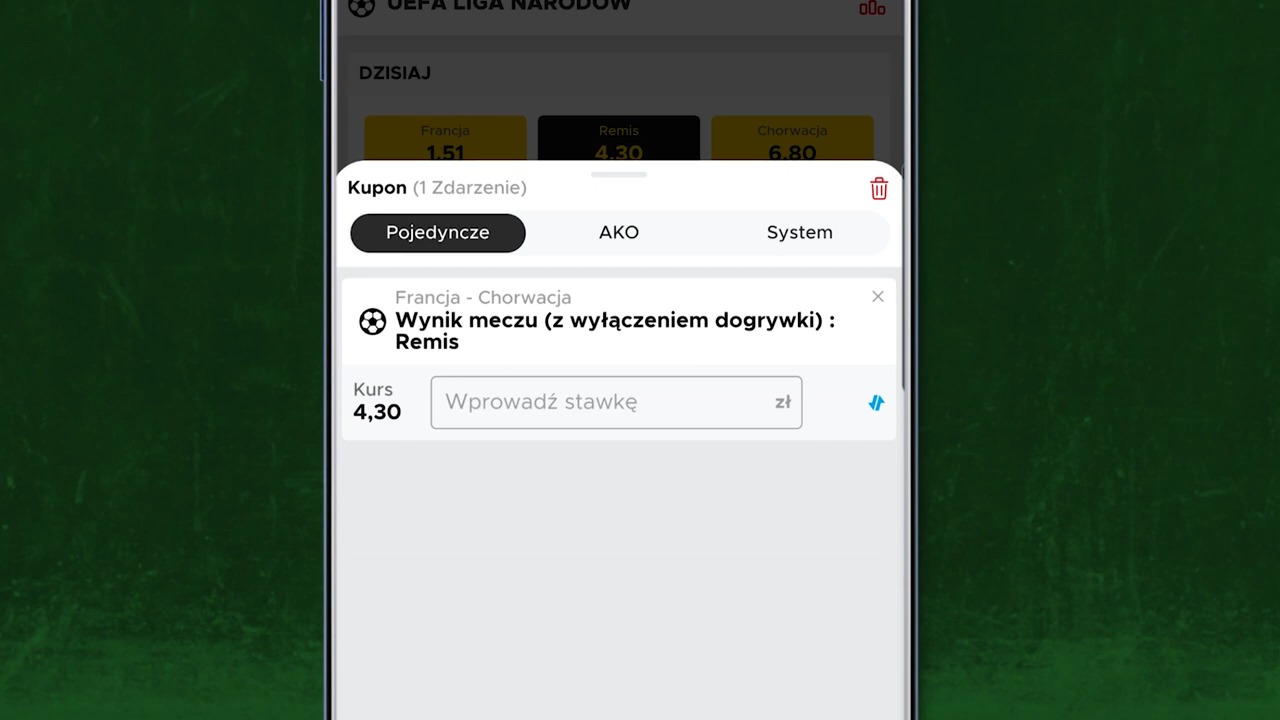 UEFA LIGA NARODÓW
DZISIAJ
Francja
Remis
Chorwacja
1.51
4.30
6.80
Kupon (1 Zdarzenie)
Pojedyncze
AKO
System
Francja - Chorwacja
Wynik meczu (z wyłączeniem dogrywki) :
Remis
Kurs
4,30
Wprowadź stawkę
zł